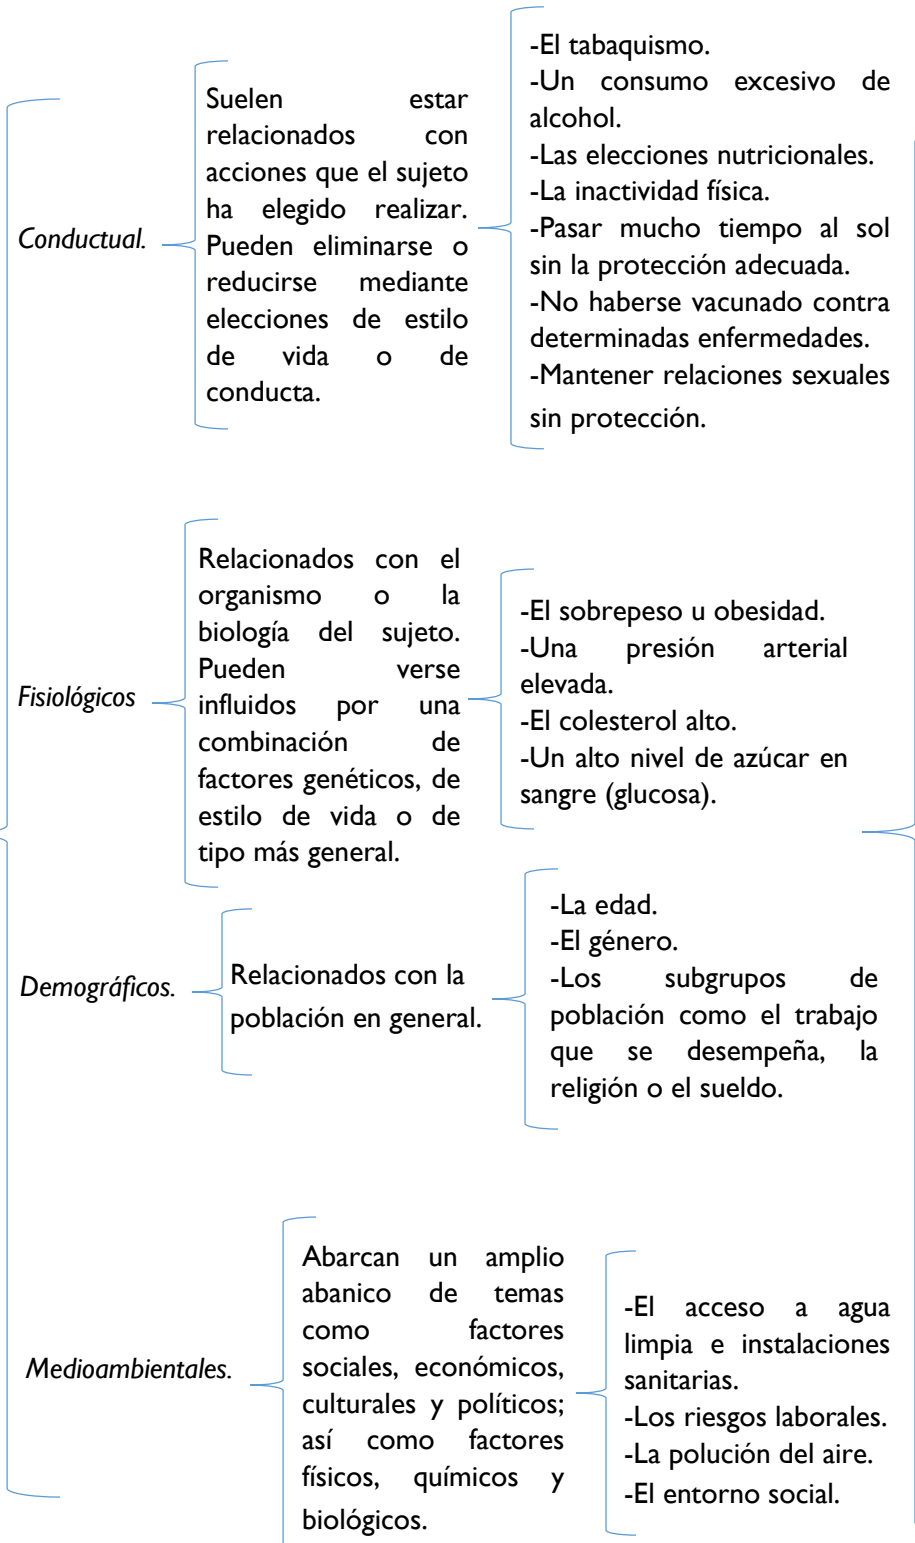 Conductual.
Suelen estar
relacionados con
acciones que el sujeto
ha elegido realizar.
Pueden eliminarse o
reducirse mediante
elecciones de estilo
de vida o de
conducta.
-El tabaquismo.
-Un consumo excesivo de
alcohol.
-Las elecciones nutricionales.
-La inactividad física.
-Pasar mucho tiempo al sol
sin la protección adecuada.
-No haberse vacunado contra
determinadas enfermedades.
-Mantener relaciones sexuales
sin protección.
Fisiológicos
Relacionados con el
organismo o la
biología del sujeto.
Pueden verse
influidos por una
combinación de
factores genéticos, de
estilo de vida o de
tipo más general.
-El sobrepeso u obesidad.
-Una presión arterial
elevada.
-El colesterol alto.
-Un alto nivel de azúcar en
sangre (glucosa).
Demográficos.
Relacionados con la
población en general.
-La edad.
-El género.
-Los subgrupos de
población como el trabajo
que se desempeña, la
religión o el sueldo.
Medioambientales.
Abarcan un amplio
abanico de temas
como factores
sociales, económicos,
culturales y políticos;
así como factores
físicos, químicos y
biológicos.
-El acceso a agua
limpia e instalaciones
sanitarias.
-Los riesgos laborales.
-La polución del aire.
-El entorno social.